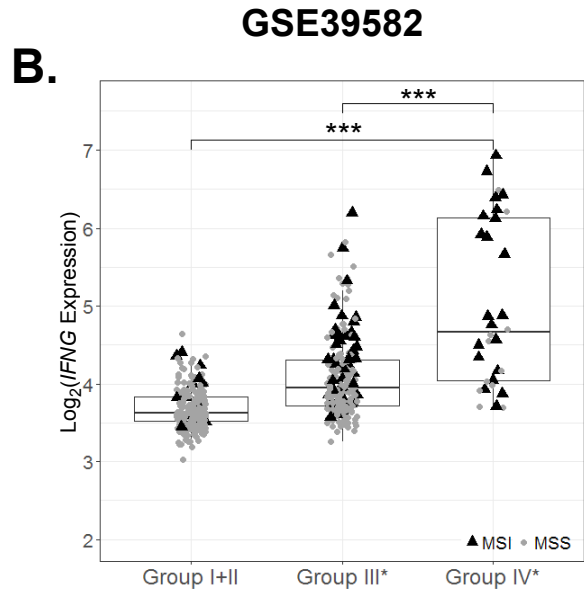 GSE39582
B.
***
***
Log2(IFNG Expression)
7
6
5
4
3
2
MSI MSS
Group I+II Group III* Group IV*